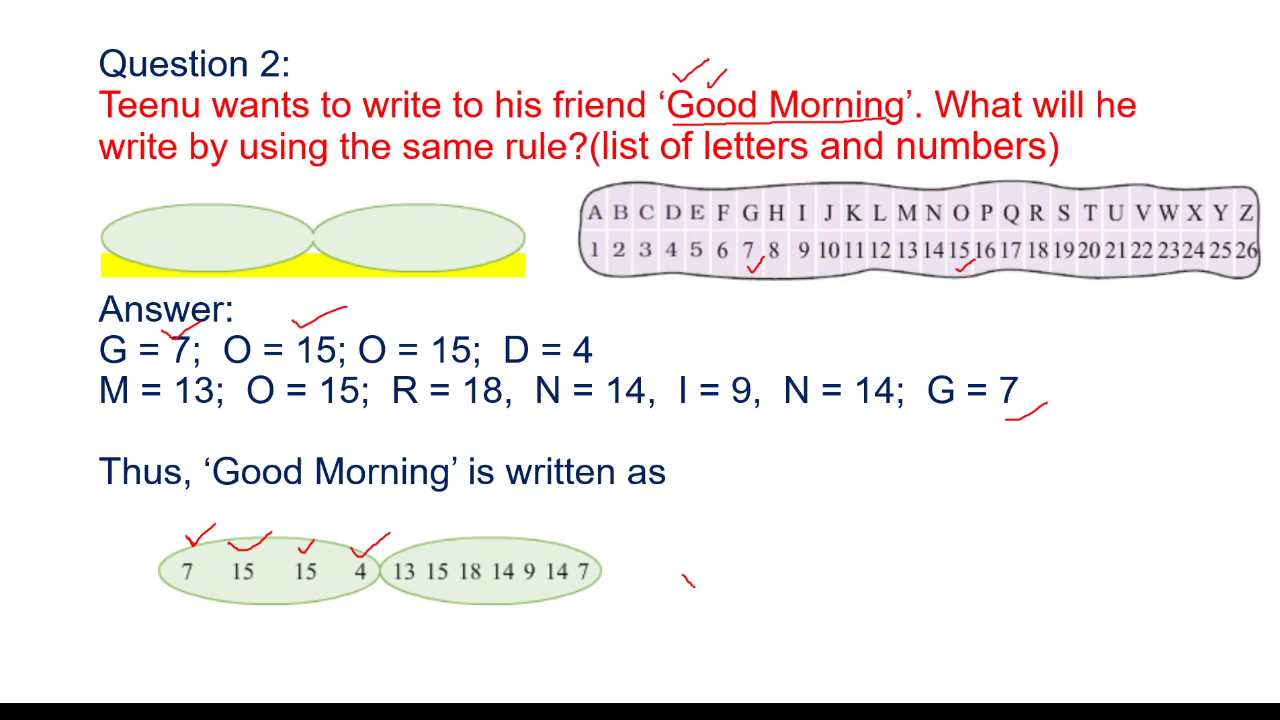 Question 2:
Teenu wants to write to his friend ‘Good Morning’. What will he
write by using the same rule?(list of letters and numbers)
A B C D E F G H I J K L M N O P Q R S T U V W X Y Z
1 2 3 4 5 6 7 8 9 10 11 12 13 14 15 16 17 18 19 20 21 22 23 24 25 26
Answer:
G = 7; O = 15; O = 15; D = 4
M = 13; O = 15; R = 18, N = 14, I = 9, N = 14; G = 7
Thus, ‘Good Morning’ is written as
7 15 15 4 13 15 18 14 9 14 7